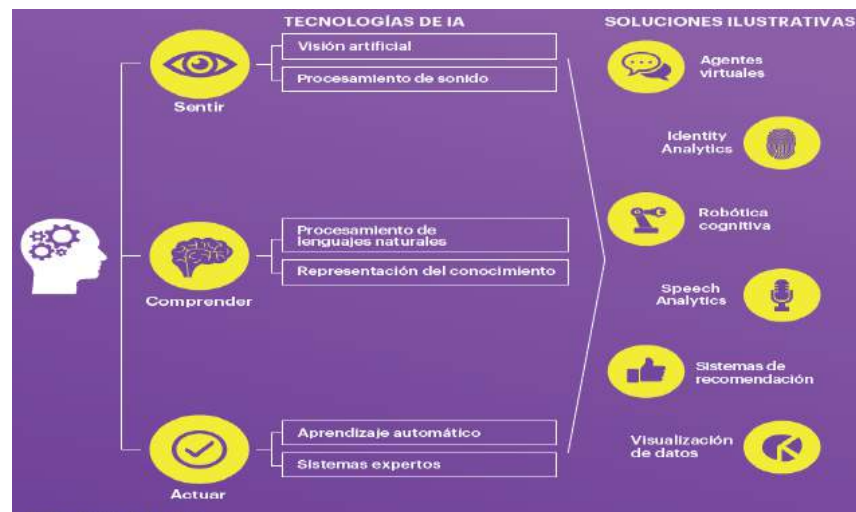 TECNOLOGÍAS DE IA
SOLUCIONES ILUSTRATIVAS
Visión artificial
Procesamiento de sonido
Sentir
Procesamiento de
lenguajes naturales
Representación del conocimiento
Comprender
Aprendizaje automático
Sistemas expertos
Actuar
Agentes
virtuales
Identity
Analytics
Robótica
cognitiva
Speech
Analytics
Sistemas de
recomendación
Visualización
de datos